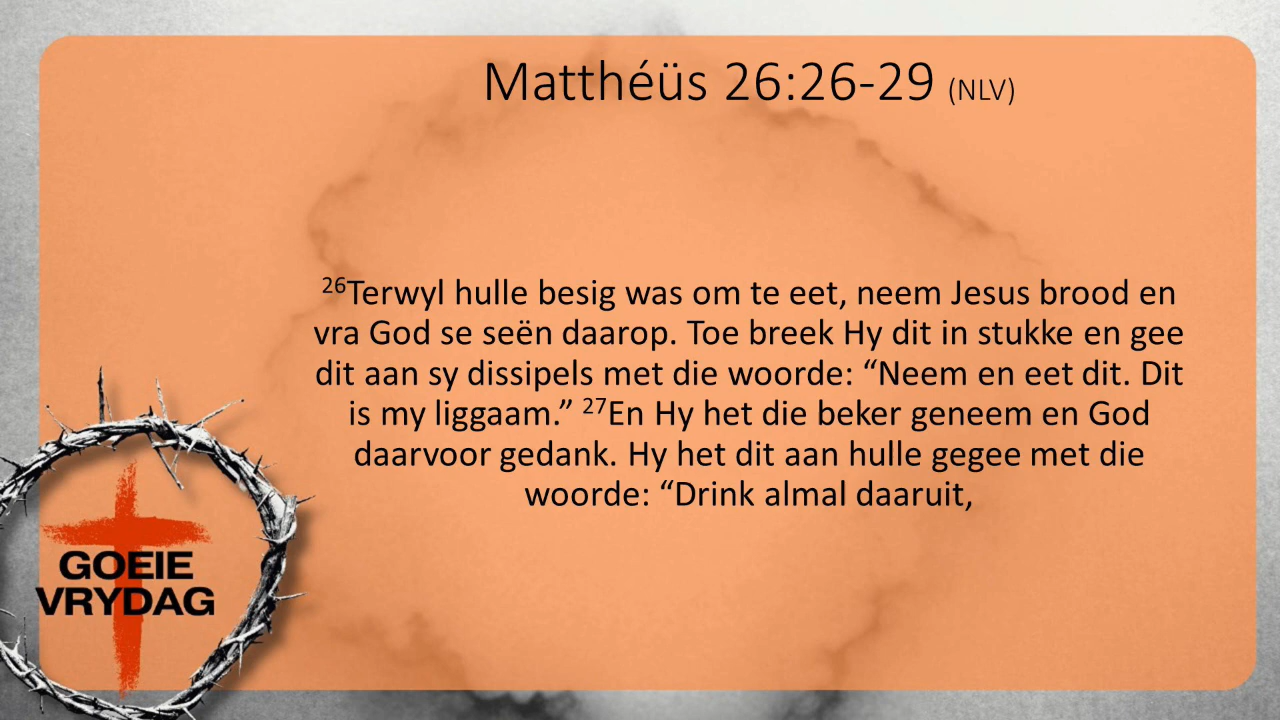 Matthéüs 26:26-29 (NLV)
²⁶Terwyl hulle besig was om te eet, neem Jesus brood en
vra God se seën daarop. Toe breek Hy dit in stukke en gee
dit aan sy dissipels met die woorde: “Neem en eet dit. Dit
is my liggaam.” ²⁷En Hy het die beker geneem en God
daarvoor gedank. Hy het dit aan hulle gegee met die
woorde: “Drink almal daaruit,
GOEIE
VRYDAG